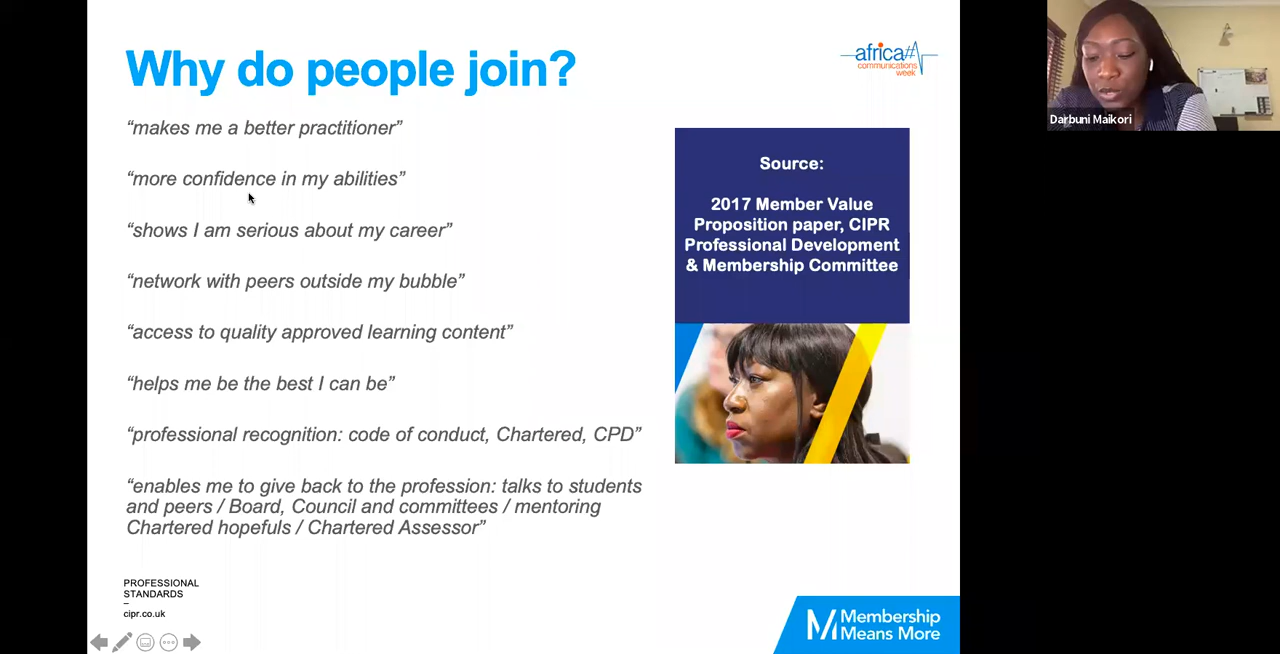 Why do people join?
africa#
communications
week
Darbuni Maikori
“makes me a better practitioner”
“more confidence in my abilities”
“shows I am serious about my career”
“network with peers outside my bubble”
“access to quality approved learning content”
“helps me be the best I can be”
“professional recognition: code of conduct, Chartered, CPD”
“enables me to give back to the profession: talks to students
and peers / Board, Council and committees / mentoring
Chartered hopefuls / Chartered Assessor”
Source:
2017 Member Value
Proposition paper, CIPR
Professional Development
& Membership Committee
PROFESSIONAL
STANDARDS
–
cipr.co.uk
M Membership
Means More